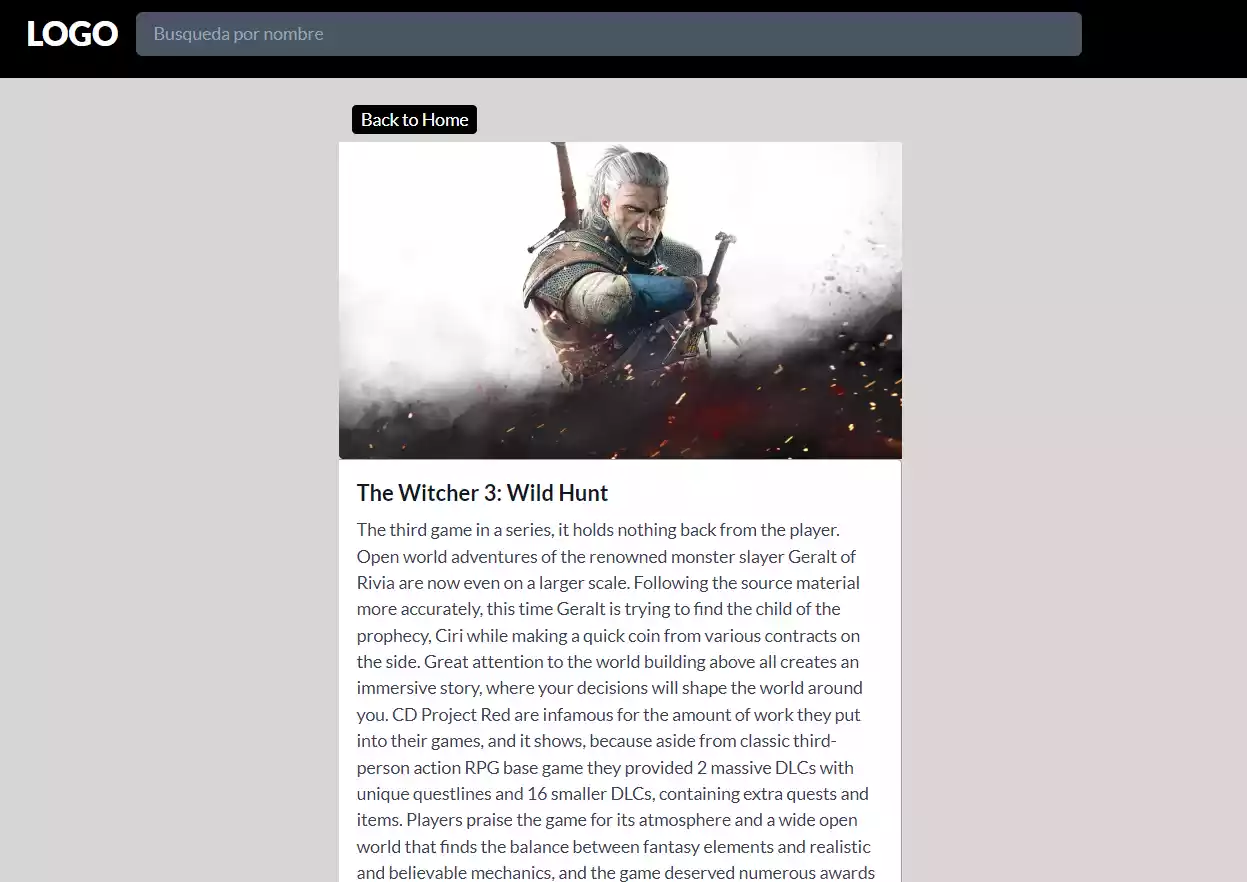 LOGO
Busqueda por nombre
Back to Home
The Witcher 3: Wild Hunt
The third game in a series, it holds nothing back from the player.
Open world adventures of the renowned monster slayer Geralt of
Rivia are now even on a larger scale. Following the source material
more accurately, this time Geralt is trying to find the child of the
prophecy, Ciri while making a quick coin from various contracts on
the side. Great attention to the world building above all creates an
immersive story, where your decisions will shape the world around
you. CD Project Red are infamous for the amount of work they put
into their games, and it shows, because aside from classic third-
person action RPG base game they provided 2 massive DLCs with
unique questlines and 16 smaller DLCs, containing extra quests and
items. Players praise the game for its atmosphere and a wide open
world that finds the balance between fantasy elements and realistic
and believable mechanics, and the game deserved numerous awards